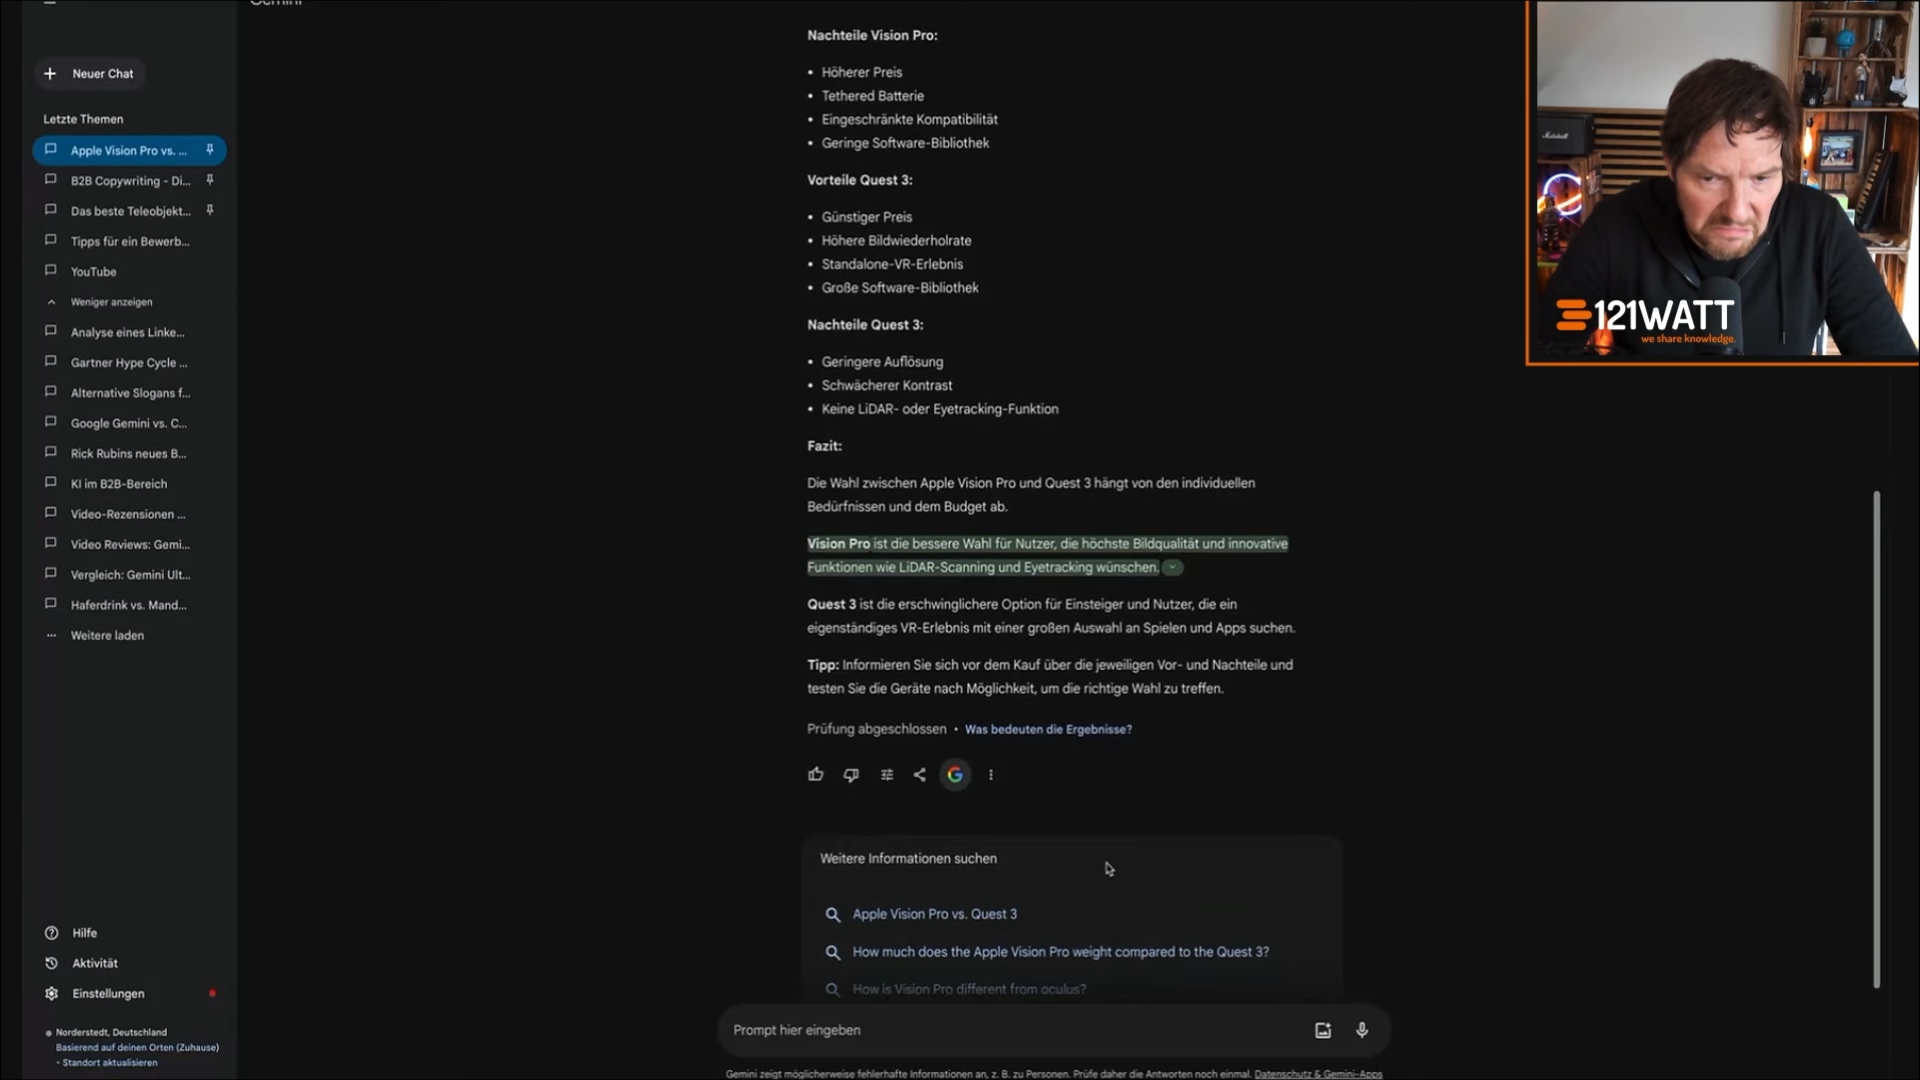 Gemini
Neuer Chat
Letzte Themen
Apple Vision Pro vs. ...
B2B Copywriting - Di...
Das beste Teleobjekt...
Tipps für ein Bewerb...
YouTube
Weniger anzeigen
Analyse eines Linke...
Gartner Hype Cycle ...
Alternative Slogans f...
Google Gemini vs. C...
Rick Rubins neues B...
KI im B2B-Bereich
Video-Rezensionen ...
Video Reviews: Gemi...
Vergleich: Gemini Ult...
Haferdrink vs. Mand...
Weitere laden
Hilfe
Aktivität
Einstellungen
Norderstedt, Deutschland
Basierend auf deinen Orten (Zuhause)
- Standort aktualisieren
Nachteile Vision Pro:
• Höherer Preis
• Tethered Batterie
• Eingeschränkte Kompatibilität
• Geringe Software-Bibliothek
Vorteile Quest 3:
• Günstiger Preis
• Höhere Bildwiederholrate
• Standalone-VR-Erlebnis
• Große Software-Bibliothek
Nachteile Quest 3:
• Geringere Auflösung
• Schwächerer Kontrast
• Keine LiDAR- oder Eyetracking-Funktion
Fazit:
Die Wahl zwischen Apple Vision Pro und Quest 3 hängt von den individuellen
Bedürfnissen und dem Budget ab.
Vision Pro ist die bessere Wahl für Nutzer, die höchste Bildqualität und innovative
Funktionen wie LiDAR-Scanning und Eyetracking wünschen.
Quest 3 ist die erschwinglichere Option für Einsteiger und Nutzer, die ein
eigenständiges VR-Erlebnis mit einer großen Auswahl an Spielen und Apps suchen.
Tipp: Informieren Sie sich vor dem Kauf über die jeweiligen Vor- und Nachteile und
testen Sie die Geräte nach Möglichkeit, um die richtige Wahl zu treffen.
Prüfung abgeschlossen • Was bedeuten die Ergebnisse?
Weitere Informationen suchen
Apple Vision Pro vs. Quest 3
How much does the Apple Vision Pro weight compared to the Quest 3?
How is Vision Pro different from oculus?
Prompt hier eingeben
Gemini zeigt möglicherweise fehlerhafte Informationen an, z. B. zu Personen. Prüfe daher die Antworten noch einmal. Datenschutz & Gemini-Apps
Marshall
121WATT
we share knowledge.